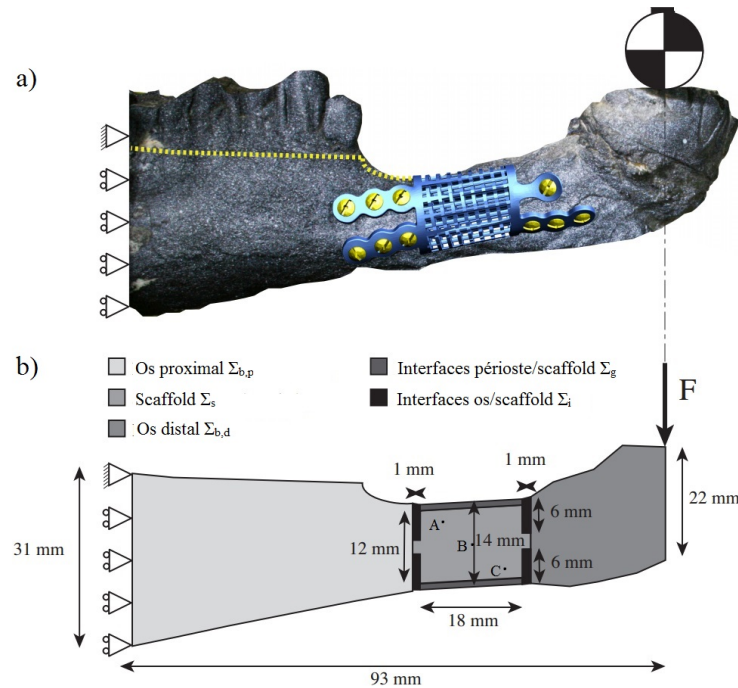 a)
b)
Os proximal Σb,p
Interfaces périoste/scaffold Σg
Scaffold Σs
Interfaces os/scaffold Σi
Os distal Σb,d
F
1 mm
1 mm
22 mm
A
6 mm
31 mm
12 mm
B
14 mm
C
6 mm
18 mm
93 mm